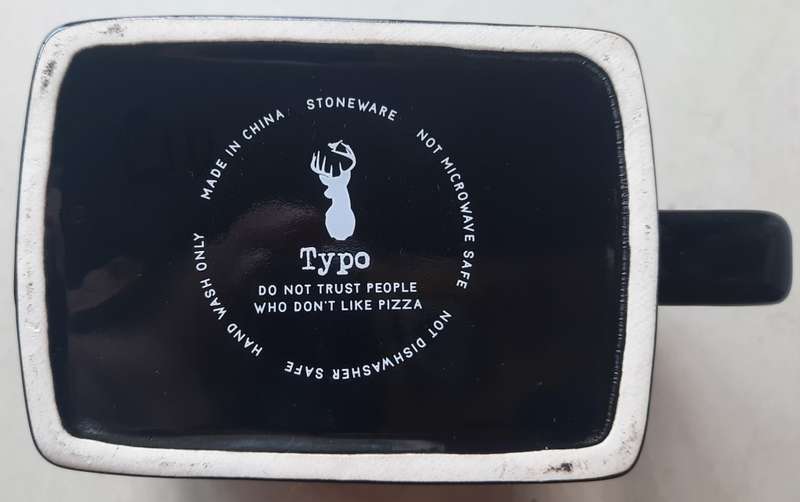 MADE IN CHINA
STONEWARE
NOT MICROWAVE SAFE
NOT DISHWASHER SAFE
HAND WASH ONLY
Typo
DO NOT TRUST PEOPLE
WHO DON'T LIKE PIZZA